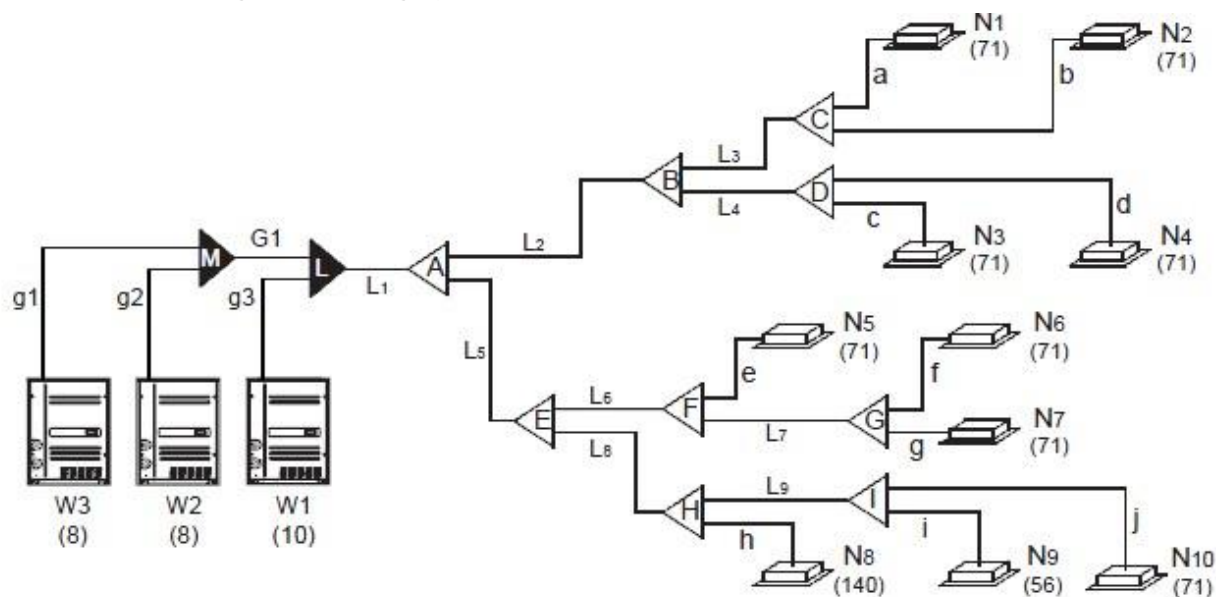 N1
(71)
N2
(71)
a
b
C
L3
B
D
L4
c
d
N3
(71)
N4
(71)
G1
M
L
A
L2
L1
g1
g2
g3
L5
N5
(71)
N6
(71)
e
f
L6
F
E
L7
G
g
N7
(71)
L8
L9
I
H
h
i
j
W3
(8)
W2
(8)
W1
(10)
N8
(140)
N9
(56)
N10
(71)